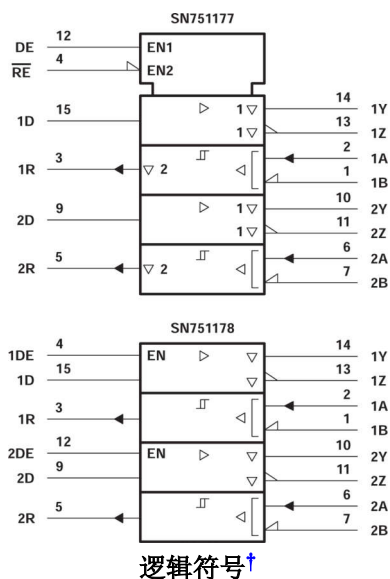 SN751177
DE 12 EN1
RE 4 EN2
1D 15 1 14 1Y
1 13 1Z
1R 3 2 2 1A
1 1B
2D 9 1 10 2Y
1 11 2Z
2R 5 2 6 2A
7 2B
SN751178
1DE 4 EN 14 1Y
1D 15 13 1Z
1R 3 2 1A
1 1B
2DE 12 EN 10 2Y
2D 9 11 2Z
2R 5 6 2A
7 2B
逻辑符号†